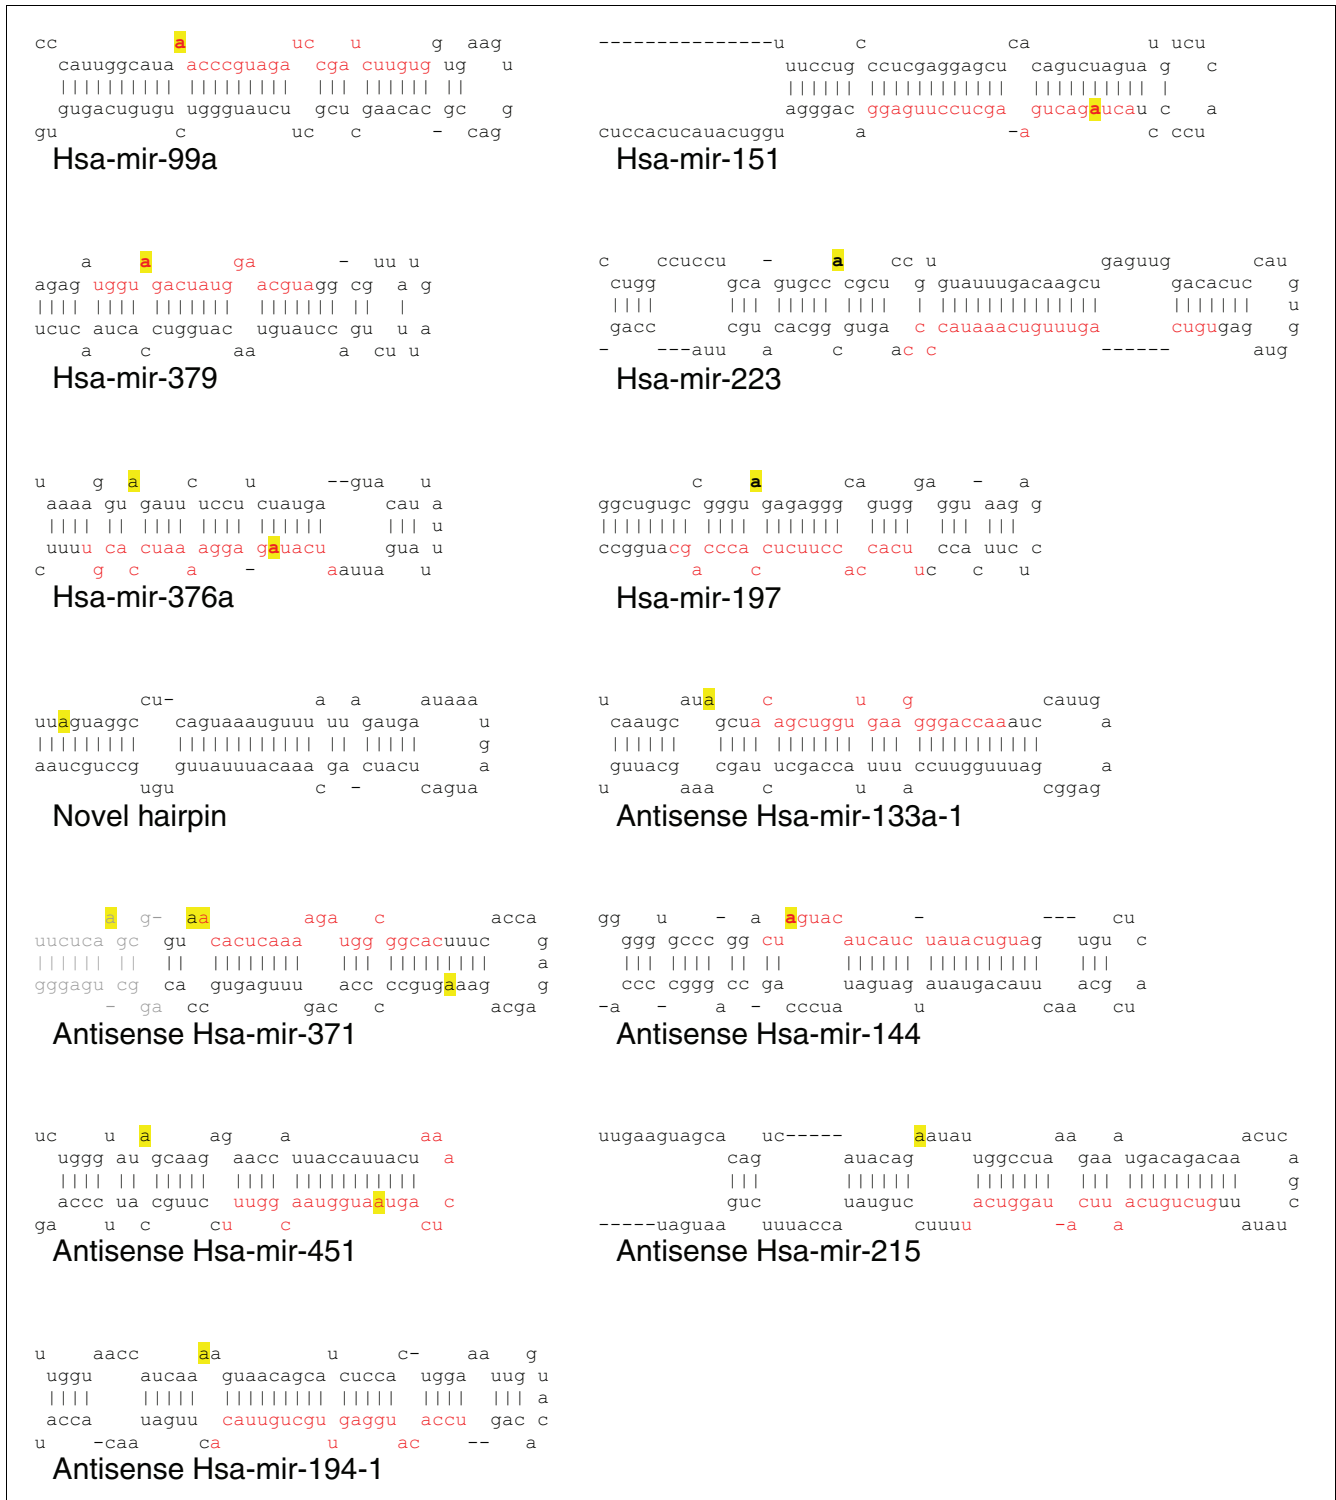 cc a uc u g aag
cauuggcaua acccguaga cga cuugug ug u
|||||||||| ||||||||| ||| |||||| ||
gugacugugu uggguaucu gcu gaacac gc g
gu c uc c - cag
Hsa-mir-99a
---------------u c ca u ucu
uuccug ccucgaggagcu cagucuagua g c
|||||| |||||||||||| |||||||||| |
agggac ggaguuccucga gucagaucau c a
cuccacucauacuggu a -a c ccu
Hsa-mir-151
a a ga - uu u
agag uggu gacuaug acguagg cg a g
|||| |||| ||||||| ||||||| || |
ucuc auca cugguac uguaucc gu u a
a c aa a cu u
Hsa-mir-379
c ccuccu - a cc u gaguug cau
cugg gca gugcc cgcu g guauuugacaagcu gacacuc g
|||| ||| ||||| |||| | |||||||||||||| ||||||| u
gacc cgu cacgg guga c cauaaacuguuuga cugugag g
- ---auu a c ac c ------ aug
Hsa-mir-223
u g a c u --gua u
aaaa gu gauu uccu cuauga cau a
|||| || |||| |||| |||||| ||| u
uuuu ca cuaa agga gauacu gua u
c g c a - aauua u
Hsa-mir-376a
c a ca ga - a
ggcugugc gggu gagaggg gugg ggu aag g
|||||||| |||| ||||||| |||| ||| |||
ccgguacg ccca cucuucc cacu cca uuc c
a c ac uc c u
Hsa-mir-197
cu- a a auaaa
uuaguaggc caguaaauguuu uu gauga u
||||||||| |||||||||||| || ||||| g
aaucguccg guuauuuacaaa ga cuacu a
ugu c - cagua
Novel hairpin
u aua c u g cauug
caaugc gcua agcuggu gaa gggaccaaauc a
|||||| |||| ||||||| ||| |||||||||||
guuacg cgau ucgacca uuu ccuugguuuag a
u aaa c u a cggag
Antisense Hsa-mir-133a-1
a g- aa aga c acca
uucuca gc gu cacucaaa ugg ggcacuuuc g
|||||| || || |||||||| ||| ||||||||| a
gggagu cg ca gugaguuu acc ccgugaaag g
- ga cc gac c acga
Antisense Hsa-mir-371
gg u - a aguac - --- cu
ggg gccc gg cu aucauc uauacuguag ugu c
||| |||| || || |||||| |||||||||| |||
ccc cggg cc ga uaguag auaugacauu acg a
-a - a - cccua u caa cu
Antisense Hsa-mir-144
uc u a ag a aa
uggg au gcaag aacc uuaccauuacu a
|||| || ||||| |||| |||||||||||
accc ua cguuc uugg aaugguaauga c
ga u c cu c cu
Antisense Hsa-mir-451
uugaaguagca uc----- aauau aa a acuc
cag auacag uggccua gaa ugacagacaa a
||| |||||| ||||||| ||| |||||||||| g
guc uauguc acuggau cuu acugucuguu c
-----uaguaa uuuacca cuuuu -a a auau
Antisense Hsa-mir-215
u aacc aa u c- aa g
uggu aucaa guaacagca cucca ugga uug u
|||| ||||| ||||||||| ||||| |||| ||| a
acca uaguu cauugucgu gaggu accu gac c
u -caa ca u ac -- a
Antisense Hsa-mir-194-1